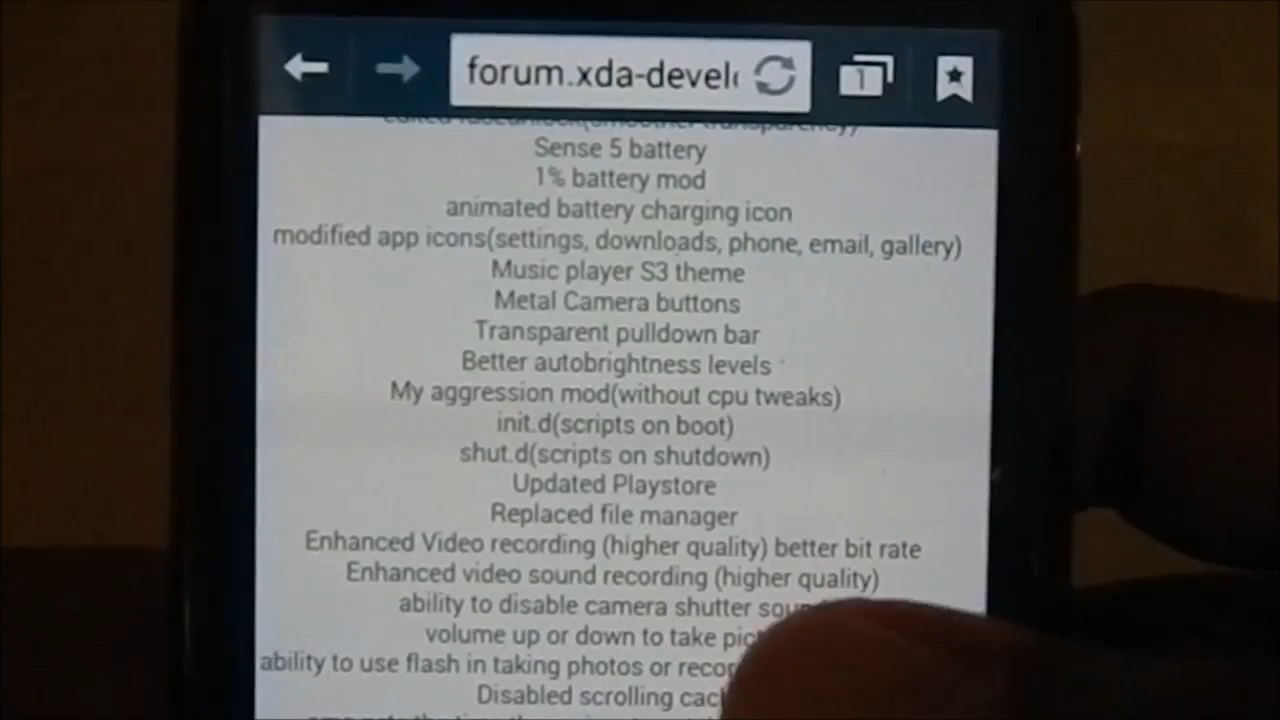 forum.xda-devel
1
Sense 5 battery
1% battery mod
animated battery charging icon
modified app icons(settings, downloads, phone, email, gallery)
Music player S3 theme
Metal Camera buttons
Transparent pulldown bar
Better autobrightness levels
My aggression mod(without cpu tweaks)
init.d(scripts on boot)
shut.d(scripts on shutdown)
Updated Playstore
Replaced file manager
Enhanced Video recording (higher quality) better bit rate
Enhanced video sound recording (higher quality)
ability to disable camera shutter
volume up or down to take
ability to use flash in taking photos or
Disabled scrolling